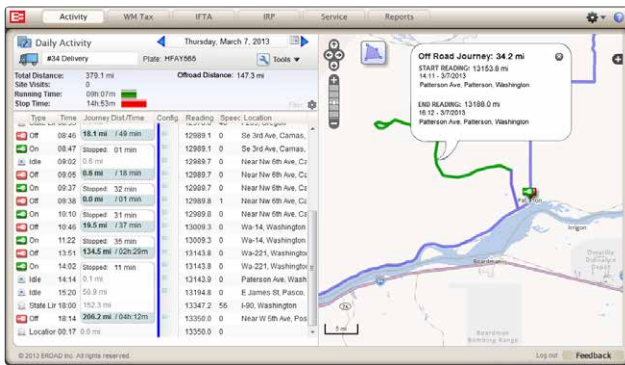 Activity WM Tax IFTA IRP Service Reports
Daily Activity Thursday, March 7, 2013
#34 Delivery Plate: HFAY565 Tools
Total Distance: 379.1 mi Offroad Distance: 147.3 mi
Site Visits: 0
Running Time: 09h:07m
Stop Time: 14h:53m
Type Time Journey Dist./Time Config. Reading Speed Location
Off 08:46 18.1 mi / 49 min 12989.1 0 Se 3rd Ave, Camas,
On 08:47 Stopped: 01 min 12989.1 0 Se 3rd Ave, Camas,
Idle 09:02 0.6 mi 12989.7 0 Near Nw 6th Ave, Ca
Off 09:05 0.6 mi / 18 min 12989.7 0 Near Nw 6th Ave, Ca
On 09:37 Stopped: 32 min 12989.7 0 Near Nw 6th Ave, Ca
Off 09:38 0.0 mi / 01 min 12989.8 1 Near Nw 6th Ave, Ca
On 10:10 Stopped: 31 min 12989.8 0 Near Nw 6th Ave, Ca
Off 10:46 19.5 mi / 37 min 13009.3 0 Wa-14, Washington
On 11:22 Stopped: 35 min 13009.3 0 Wa-14, Washington
Off 13:51 134.5 mi / 02h:29m 13143.8 0 Wa-221, Washington
On 14:02 Stopped: 11 min 13143.8 0 Wa-221, Washington
Idle 14:14 0.1 mi 13143.9 0 Paterson Ave, Wash
Idle 15:20 50.9 mi 13194.8 0 E James St, Pasco,
State Lir 18:00 152.3 mi 13347.2 56 I-90, Washington
Off 18:14 206.2 mi / 04h:12m 13350.0 0 Near W 5th Ave, Pos
Location 00:17 0.0 mi 13350.0 0
Off Road Journey: 34.2 mi
START READING: 13153.8 mi
14:11 - 3/7/2013
Patterson Ave, Patterson, Washington
END READING: 13188.0 mi
16:12 - 3/7/2013
Patterson Ave, Patterson, Washington
Irrigon
Boardman
Umatilla
Ordnance
Depot
Boardman
Bombing Range
5 mi
© 2013 EROAD Inc. All rights reserved
Log out Feedback